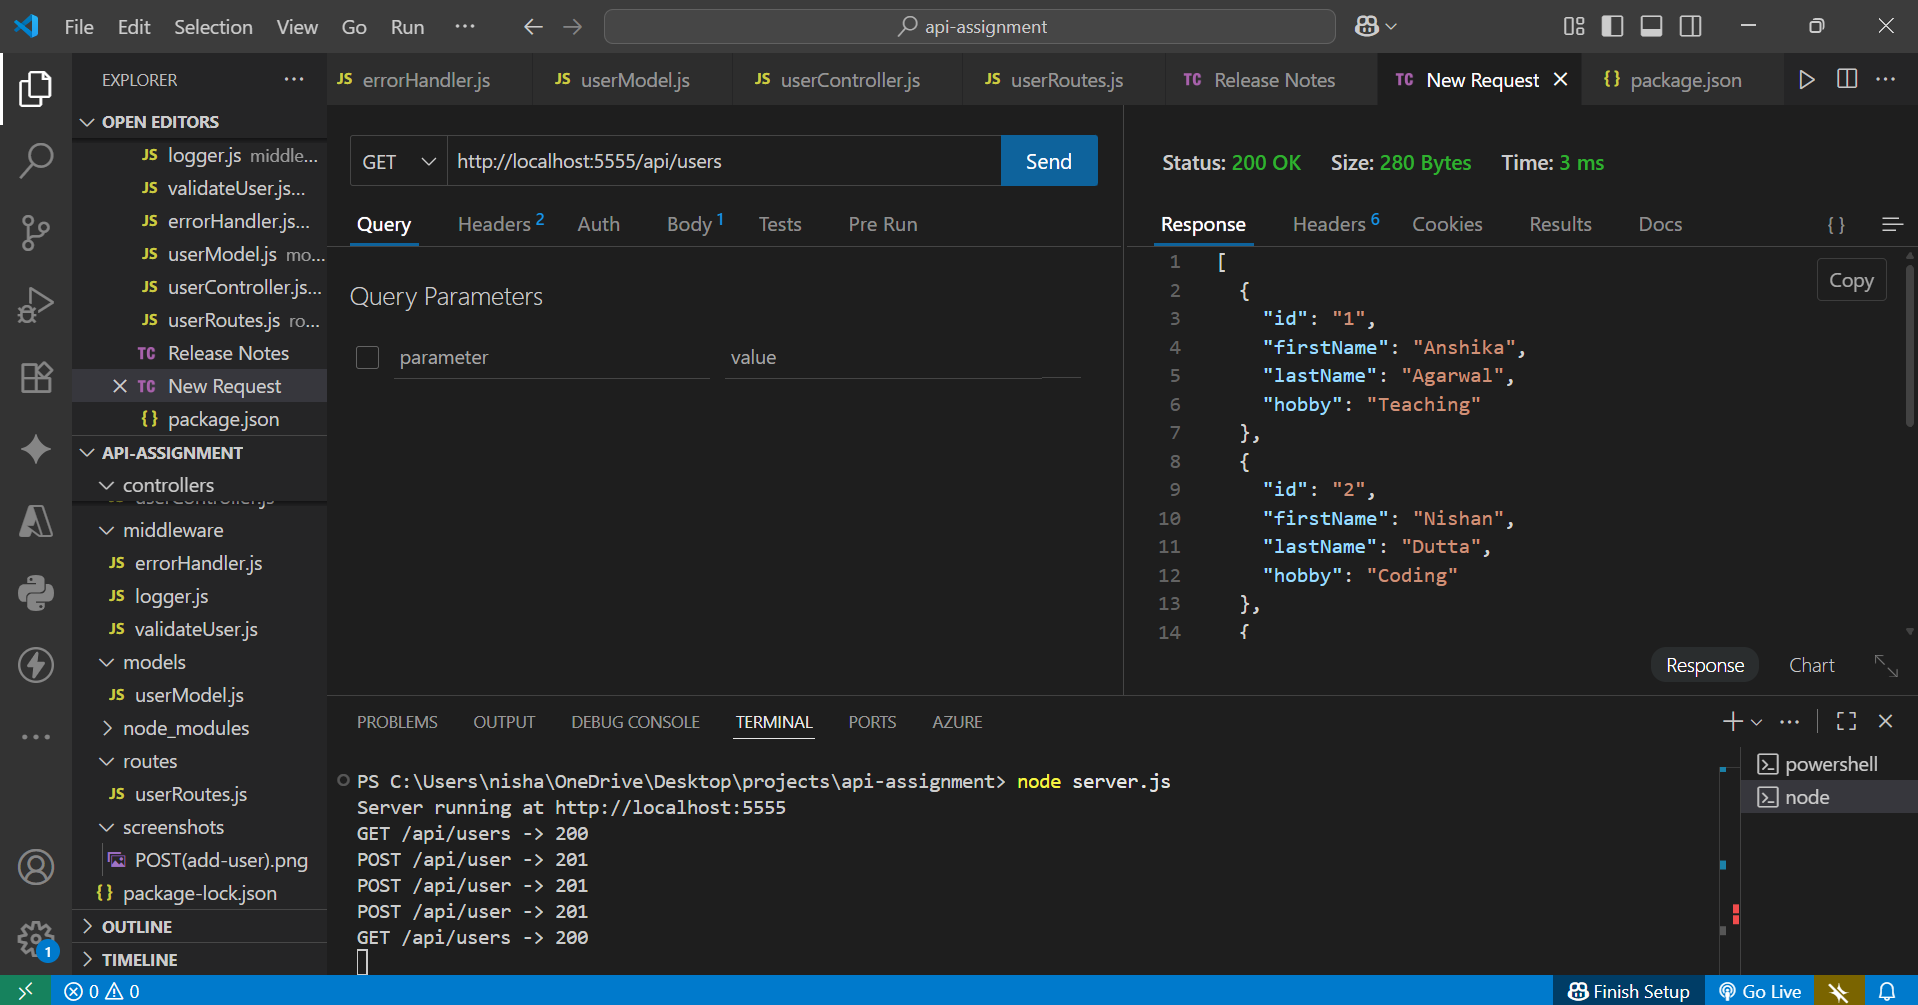 File Edit Selection View Go Run ··· api-assignment
EXPLORER ···
OPEN EDITORS
JS logger.js middle...
JS validateUser.js...
JS errorHandler.js...
JS userModel.js mo...
JS userController.js...
JS userRoutes.js ro...
TC Release Notes
TC New Request
{} package.json
API-ASSIGNMENT
controllers
userController.js
middleware
JS errorHandler.js
JS logger.js
JS validateUser.js
models
JS userModel.js
node_modules
routes
JS userRoutes.js
screenshots
POST(add-user).png
{} package-lock.json
OUTLINE
TIMELINE
1
JS errorHandler.js JS userModel.js JS userController.js JS userRoutes.js TC Release Notes TC New Request {} package.json ···
GET http://localhost:5555/api/users Send
Query Headers 2 Auth Body 1 Tests Pre Run
Query Parameters
parameter value
Status: 200 OK Size: 280 Bytes Time: 3 ms
Response Headers 6 Cookies Results Docs {}
Copy
1 [
2 {
3 "id": "1",
4 "firstName": "Anshika",
5 "lastName": "Agarwal",
6 "hobby": "Teaching"
7 },
8 {
9 "id": "2",
10 "firstName": "Nishan",
11 "lastName": "Dutta",
12 "hobby": "Coding"
13 },
14 {
Response Chart
PROBLEMS OUTPUT DEBUG CONSOLE TERMINAL PORTS AZURE
PS C:\Users\nisha\OneDrive\Desktop\projects\api-assignment> node server.js
Server running at http://localhost:5555
GET /api/users -> 200
POST /api/user -> 201
POST /api/user -> 201
POST /api/user -> 201
GET /api/users -> 200
powershell
node
0 0 Finish Setup Go Live